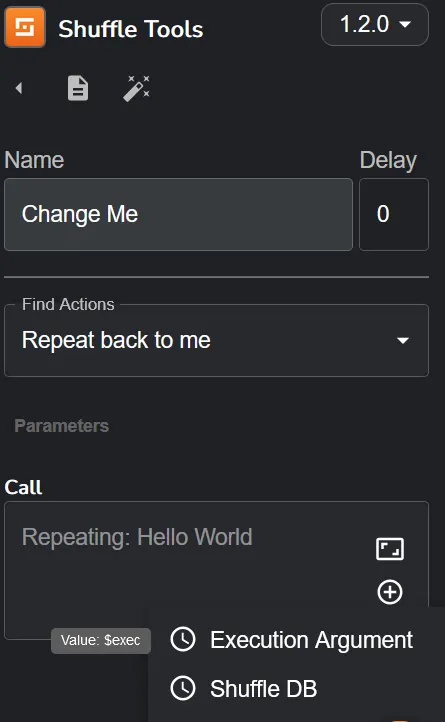 Shuffle Tools
1.2.0
Name
Delay
Change Me
0
Find Actions
Repeat back to me
Parameters
Call
Repeating: Hello World
Value: $exec
Execution Argument
Shuffle DB